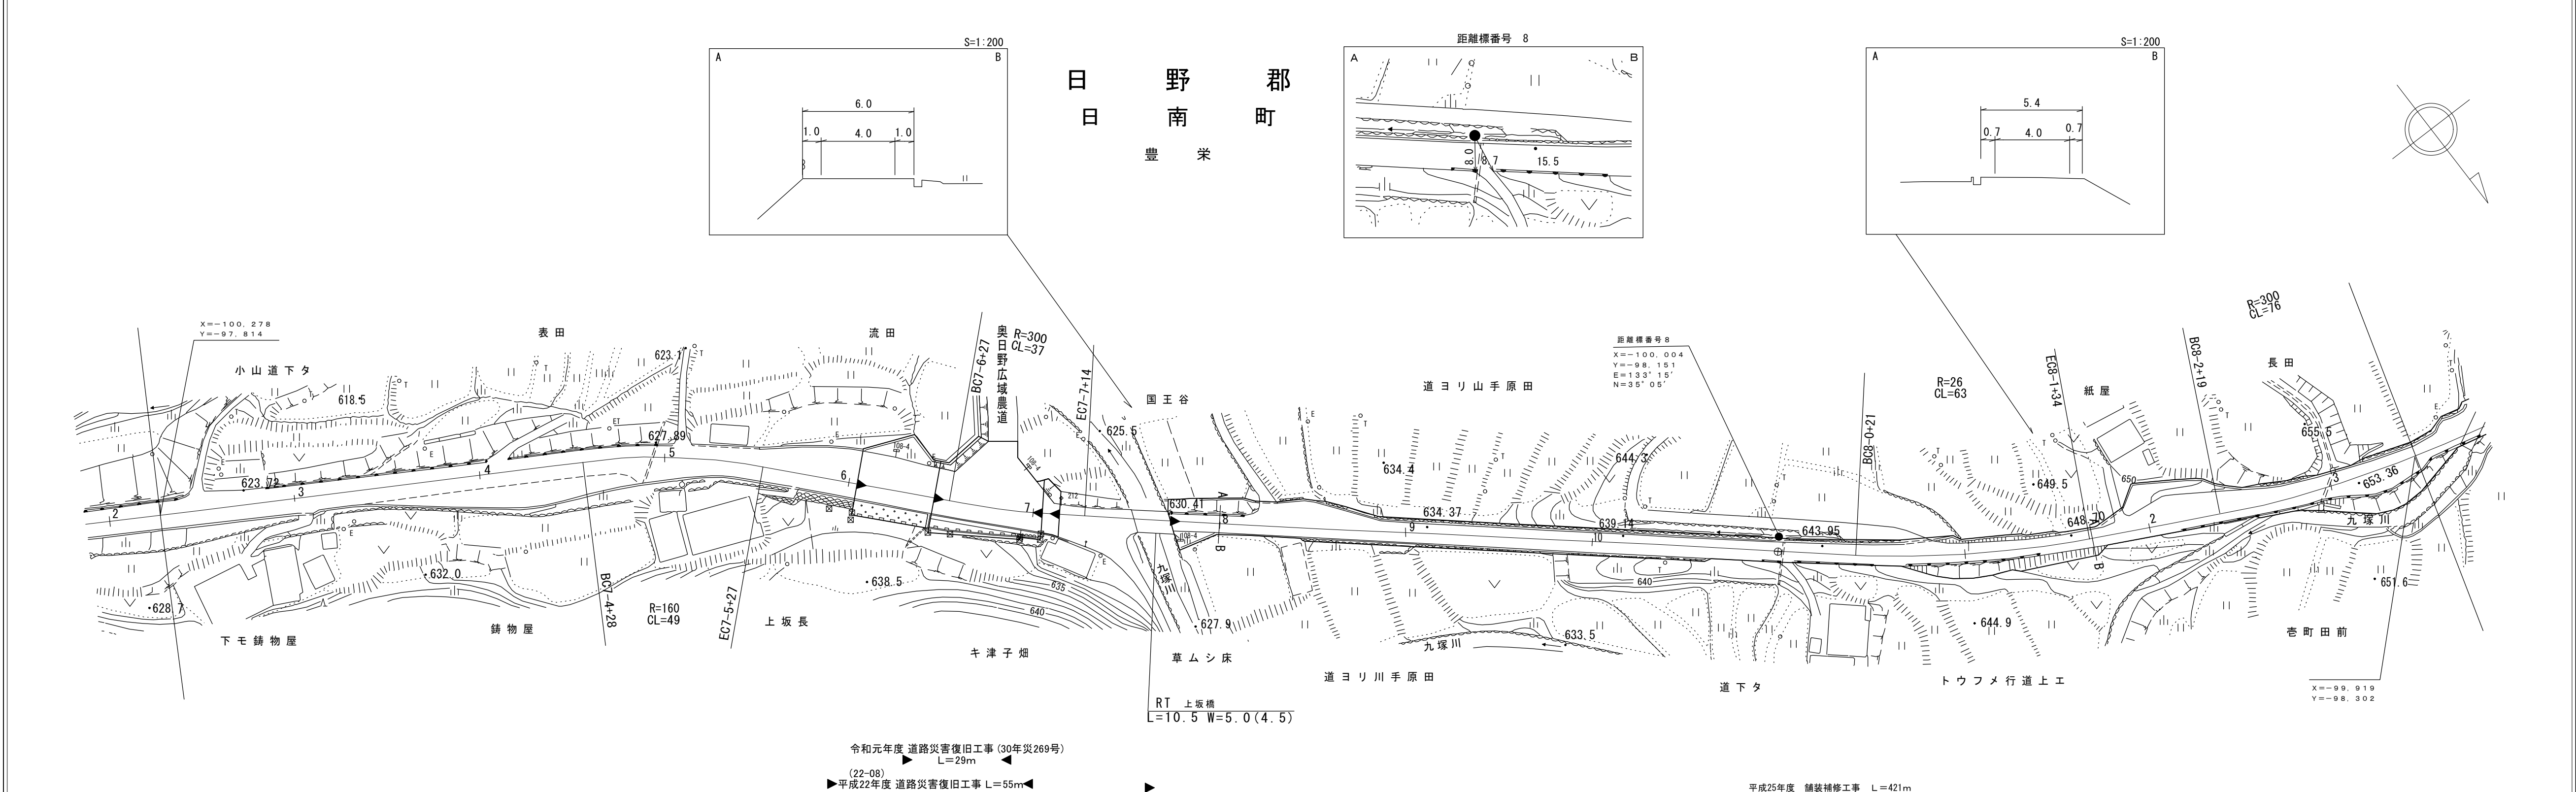 S=1:200
A
B
6.0
1.0
4.0
1.0
日野郡
日南町
豊栄
距離標番号 8
A
B
8.0
8.7
15.5
S=1:200
A
B
5.4
0.7
4.0
0.7
X=-100,278
Y=-97,814
小山道下タ
表田
流田
奥日野広域農道
BC7-6+27
R=300
CL=37
EC7-7+14
国王谷
道ヨリ山手原田
距離標番号8
X=-100,004
Y=-98,151
E=133°15′
N=35°05′
BC8-0+21
R=26
CL=63
EC8-1+34
紙屋
BC8-2+19
R=300
CL=76
長田
618.5
623.1
627.89
623.72
625.5
630.41
634.4
634.37
644.3
639.14
643.95
649.5
648.70
650
655.5
653.36
2
3
4
5
6
7
8
9
10
1
2
3
108-4
108-4
212
108-4
A
B
A
B
628.7
632.0
638.5
635
640
627.9
633.5
640
644.9
651.6
九塚川
九塚川
九塚川
下モ鋳物屋
鋳物屋
BC7-4+28
R=160
CL=49
EC7-5+27
上坂長
キ津子畑
草ムシ床
道ヨリ川手原田
道下タ
トウフメ行道上エ
壱町田前
X=-99,919
Y=-98,302
RT 上坂橋
L=10.5 W=5.0(4.5)
令和元年度 道路災害復旧工事(30年災269号)
L=29m
(22-08)
平成22年度 道路災害復旧工事 L=55m
平成25年度 舗装補修工事 L=421m